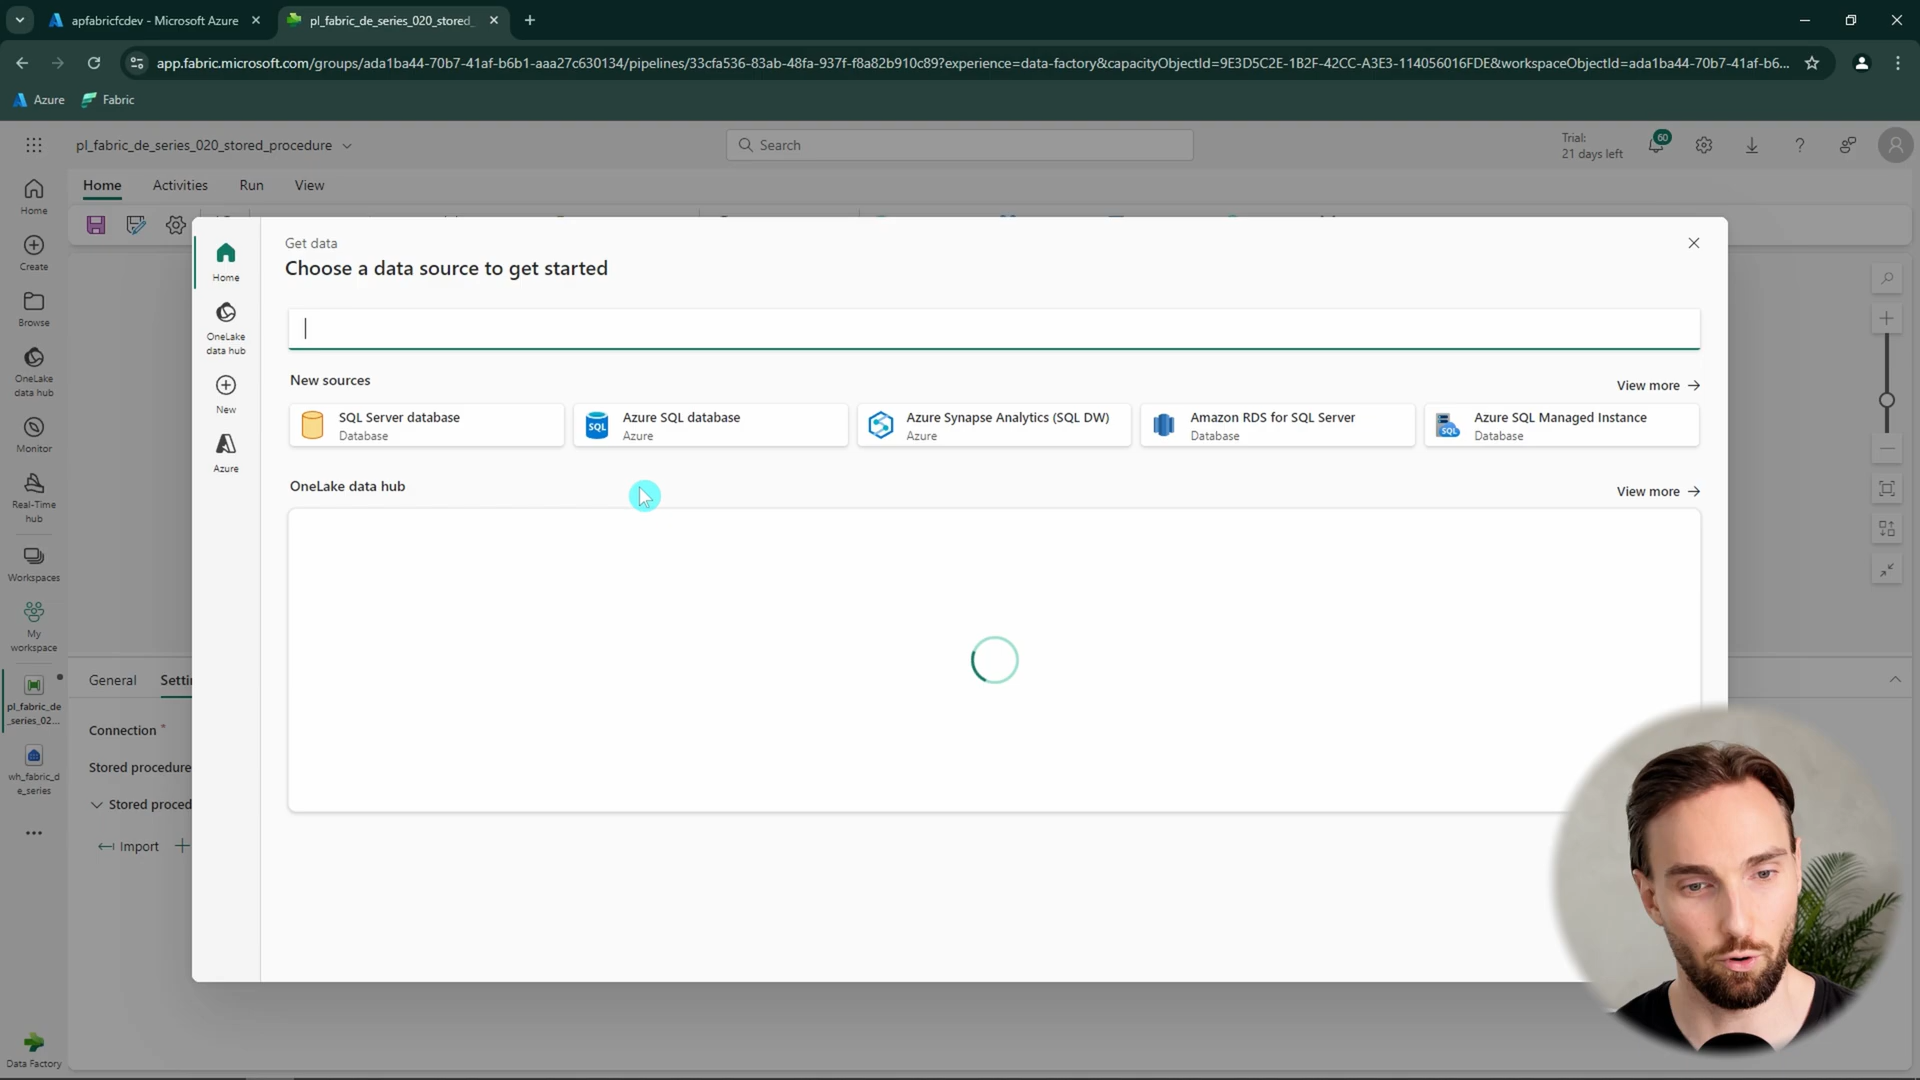 apfabricfcdev - Microsoft Azure
pl_fabric_de_series_020_stored_
app.fabric.microsoft.com/groups/ada1ba44-70b7-41af-b6b1-aaa27c630134/pipelines/33cfa536-83ab-48fa-937f-f8a82b910c89?experience=data-factory&capacityObjectId=9E3D5C2E-1B2F-42CC-A3E3-114056016FDE&workspaceObjectId=ada1ba44-70b7-41af-b6...
Azure
Fabric
pl_fabric_de_series_020_stored_procedure
Search
Trial:
21 days left
60
Home
Activities
Run
View
Home
Create
Browse
OneLake
data hub
Monitor
Real-Time
hub
Workspaces
My
workspace
pl_fabric_de
_series_02...
wh_fabric_d
e_series
Data Factory
Home
OneLake
data hub
New
Azure
Get data
Choose a data source to get started
New sources
View more
SQL Server database
Database
SQL
Azure SQL database
Azure
Azure Synapse Analytics (SQL DW)
Azure
Amazon RDS for SQL Server
Database
SQL
Azure SQL Managed Instance
Database
OneLake data hub
View more
General
Setti
Connection *
Stored procedure
Stored proced
Import